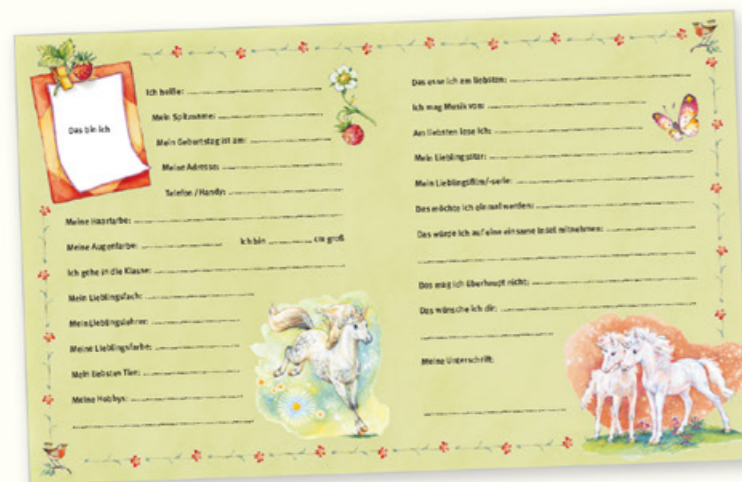 Das bin ich
Ich heiße:
Mein Spitzname:
Mein Geburtstag ist am:
Meine Adresse:
Telefon / Handy:
Meine Haarfarbe:
Meine Augenfarbe: Ich bin cm groß
Ich gehe in die Klasse:
Mein Lieblingsfach:
Mein Lieblingslehrer:
Meine Lieblingsfarbe:
Mein liebstes Tier:
Meine Hobbys:
Das esse ich am liebsten:
Ich mag Musik von:
Am liebsten lese ich:
Mein Lieblingsstar:
Mein Lieblingsfilm/-serie:
Das möchte ich einmal werden:
Das würde ich auf eine einsame Insel mitnehmen:
Das mag ich überhaupt nicht:
Das wünsche ich dir:
Meine Unterschrift: